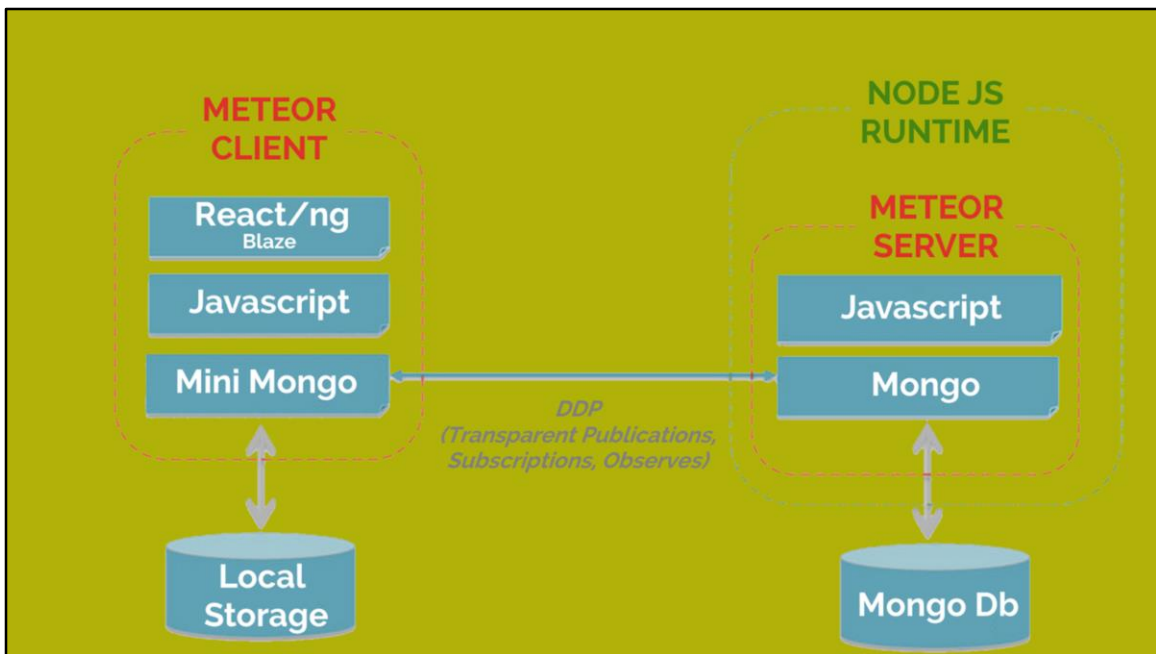 METEOR
CLIENT
React/ng
Blaze
Javascript
Mini Mongo
Local
Storage
DDP
(Transparent Publications,
Subscriptions, Observes)
NODE JS
RUNTIME
METEOR
SERVER
Javascript
Mongo
Mongo Db